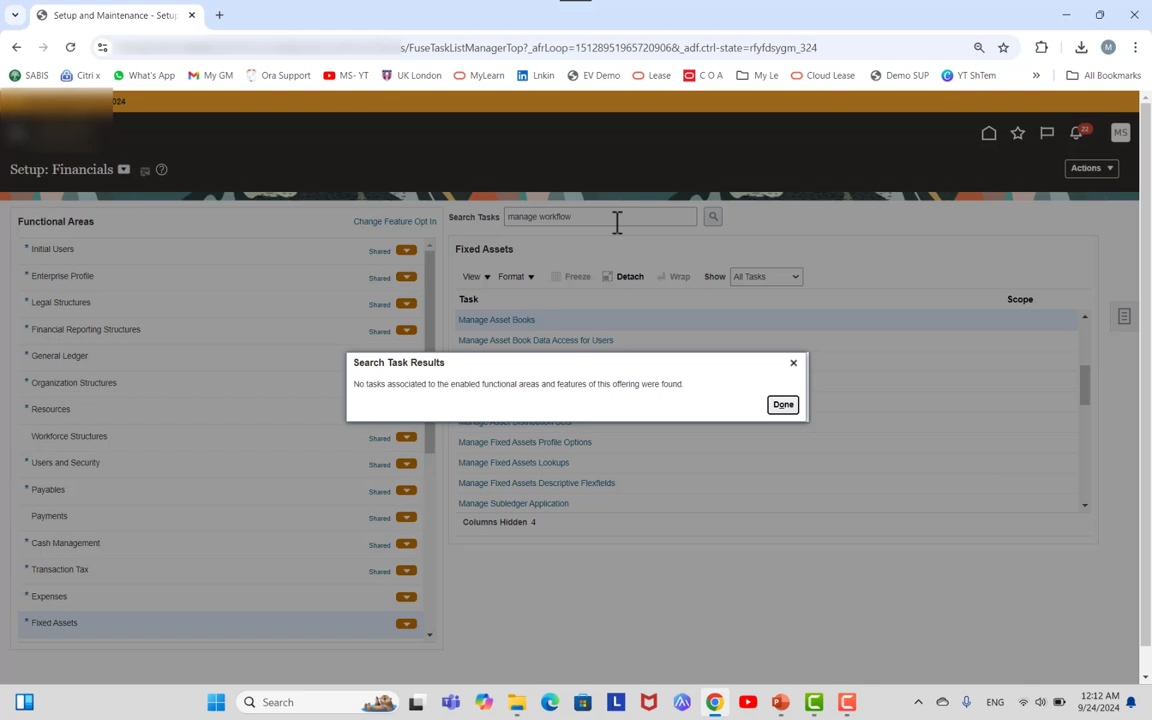 Setup and Maintenance - Setup
s/FuseTaskListManagerTop?_afrLoop=15128951965720906&_adf.ctrl-state=rfyfdsygm_324
M
SABIS
Citri x
What's App
My GM
Ora Support
MS- YT
UK London
MyLearn
Lnkin
EV Demo
Lease
C O A
My Le
Cloud Lease
Demo SUP
YT ShTem
All Bookmarks
2024
22
MS
Setup: Financials
Actions
Functional Areas
Change Feature Opt In
Search Tasks
manage workflow
* Initial Users Shared
* Enterprise Profile Shared
* Legal Structures Shared
* Financial Reporting Structures Shared
* General Ledger
* Organization Structures
* Resources
Workforce Structures Shared
* Users and Security Shared
* Payables Shared
Payments Shared
* Cash Management Shared
* Transaction Tax Shared
* Expenses
* Fixed Assets
Fixed Assets
View
Format
Freeze
Detach
Wrap
Show
All Tasks
Task
Scope
Manage Asset Books
Manage Asset Book Data Access for Users
Search Task Results
No tasks associated to the enabled functional areas and features of this offering were found.
Done
Manage Fixed Assets Profile Options
Manage Fixed Assets Lookups
Manage Fixed Assets Descriptive Flexfields
Manage Subledger Application
Columns Hidden 4
Search
ENG
12:12 AM
9/24/2024